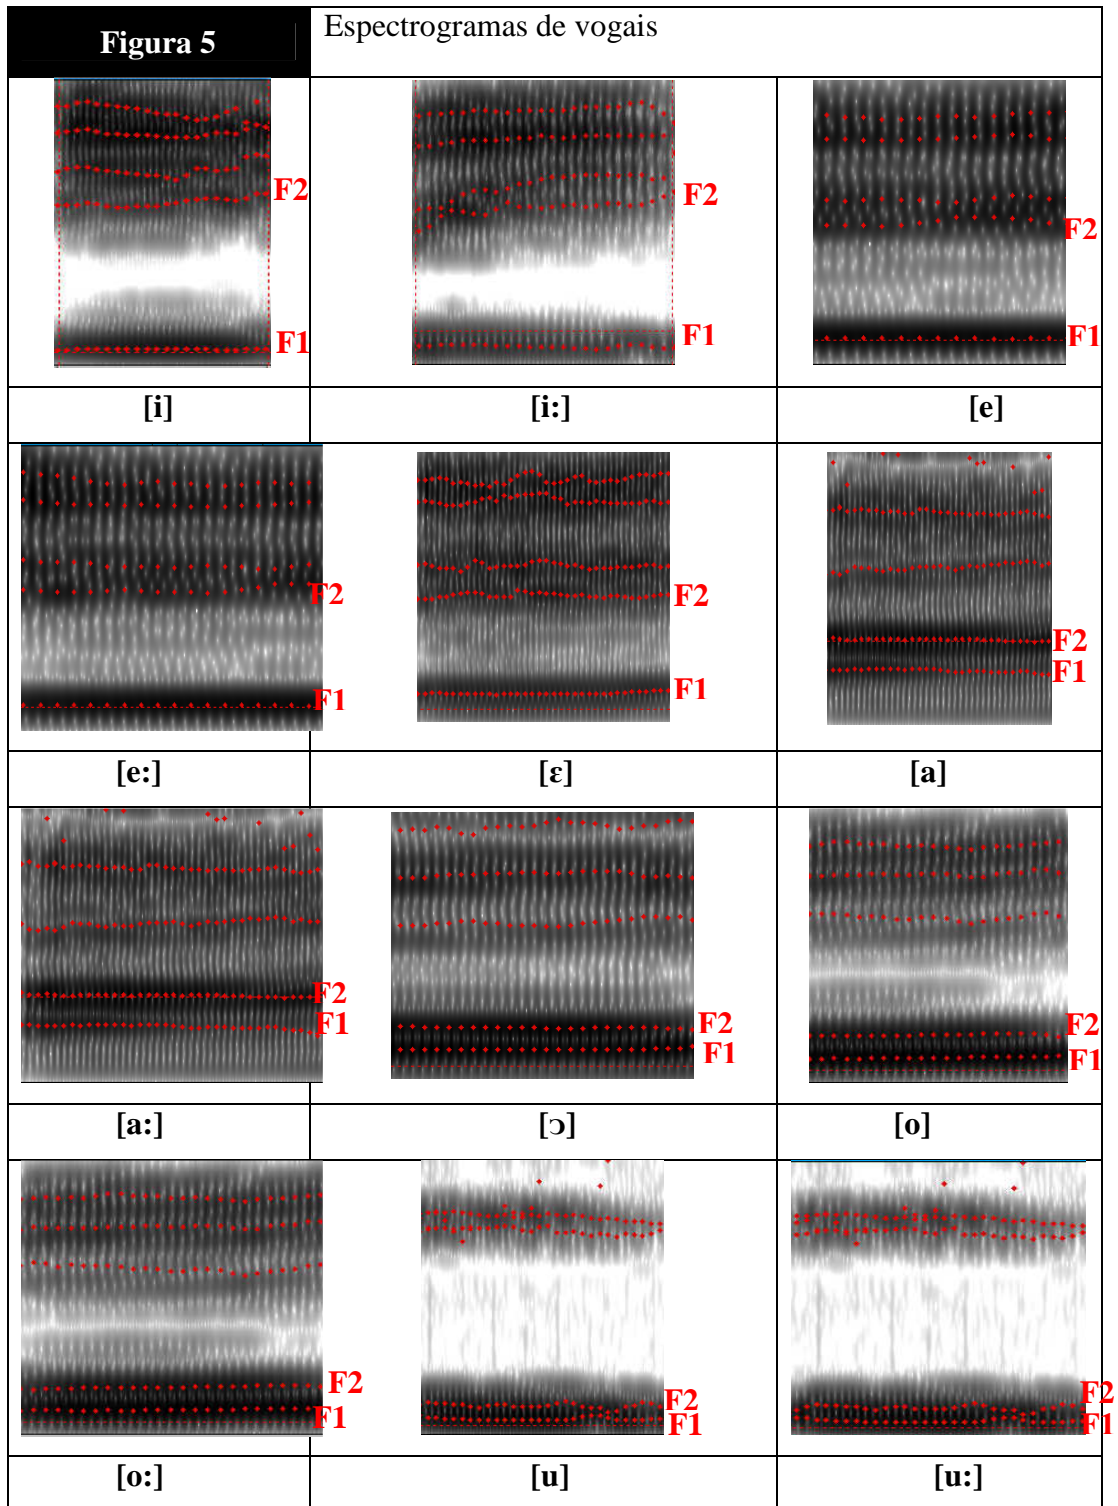 Figura 5
Espectrogramas de vogais
F2
F1
F2
F1
F2
F1
[i]
[i:]
[e]
F2
F1
F2
F1
F2
F1
[e:]
[ɛ]
[a]
F2
F1
F2
F1
F2
F1
[a:]
[ɔ]
[o]
F2
F1
F2
F1
F2
F1
[o:]
[u]
[u:]